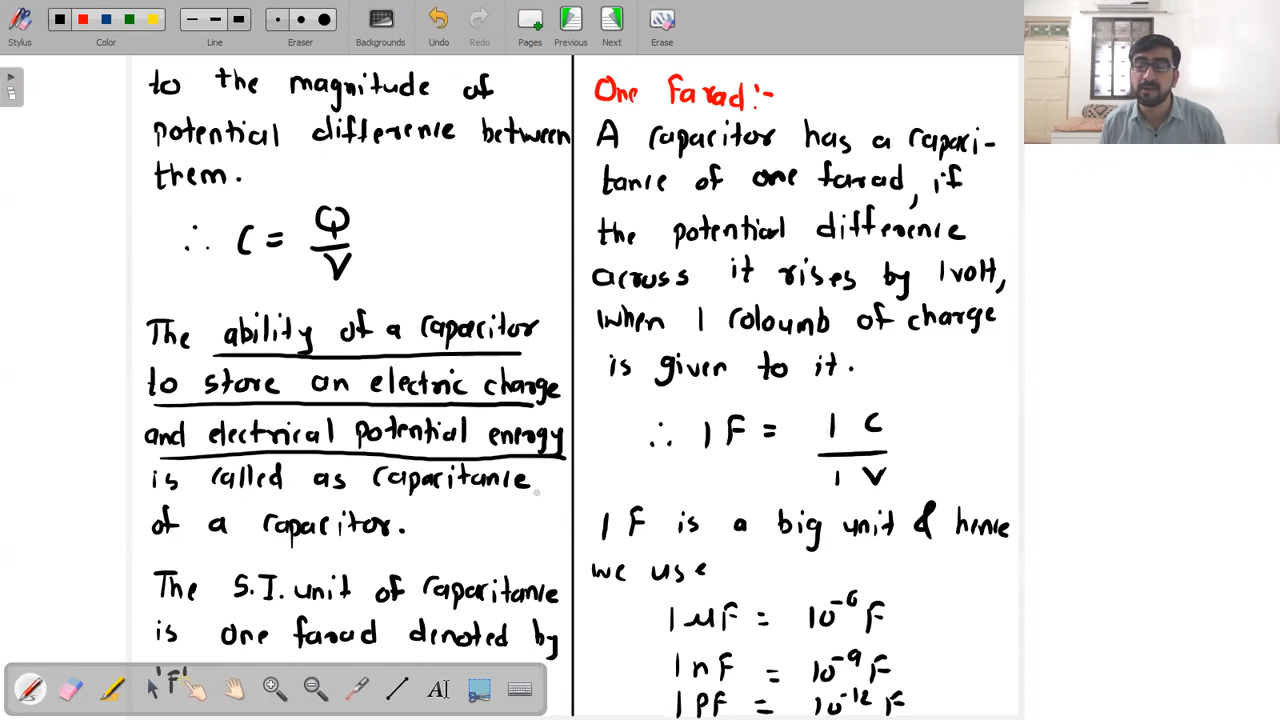 Stylus
Color
Line
Eraser
Backgrounds
Undo
Redo
Pages
Previous
Next
Erase
to the magnitude of
potential difference between
them.
∴ C = Q/V
The ability of a capacitor
to store an electric charge
and electrical potential energy
is called as capacitance
of a capacitor.
The S.I. unit of capacitance
is one farad denoted by
'F'
One Farad:-
A capacitor has a capaci-
tance of one farad, if
the potential difference
across it rises by 1 volt,
when 1 coloumb of charge
is given to it.
∴ 1 F = 1 C / 1 V
1 F is a big unit & hence
we use
1 μF = 10⁻⁶ F
1 nF = 10⁻⁹ F
1 PF = 10⁻¹² F
AI